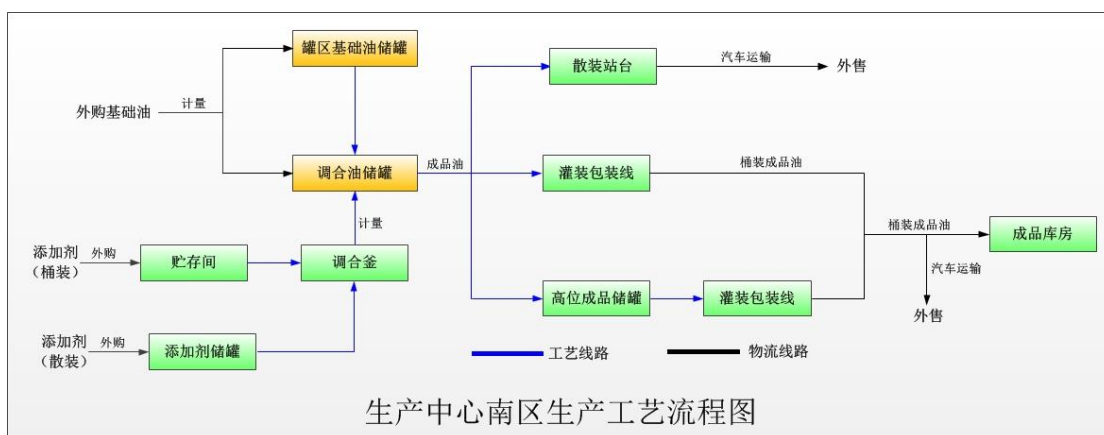 罐区基础油储罐
散装站台
汽车运输
外售
外购基础油
计量
调合油储罐
成品油
灌装包装线
桶装成品油
计量
桶装成品油
成品库房
添加剂
（桶装）
外购
贮存间
调合釜
汽车运输
高位成品储罐
灌装包装线
外售
添加剂
（散装）
外购
添加剂储罐
工艺线路
物流线路
生产中心南区生产工艺流程图